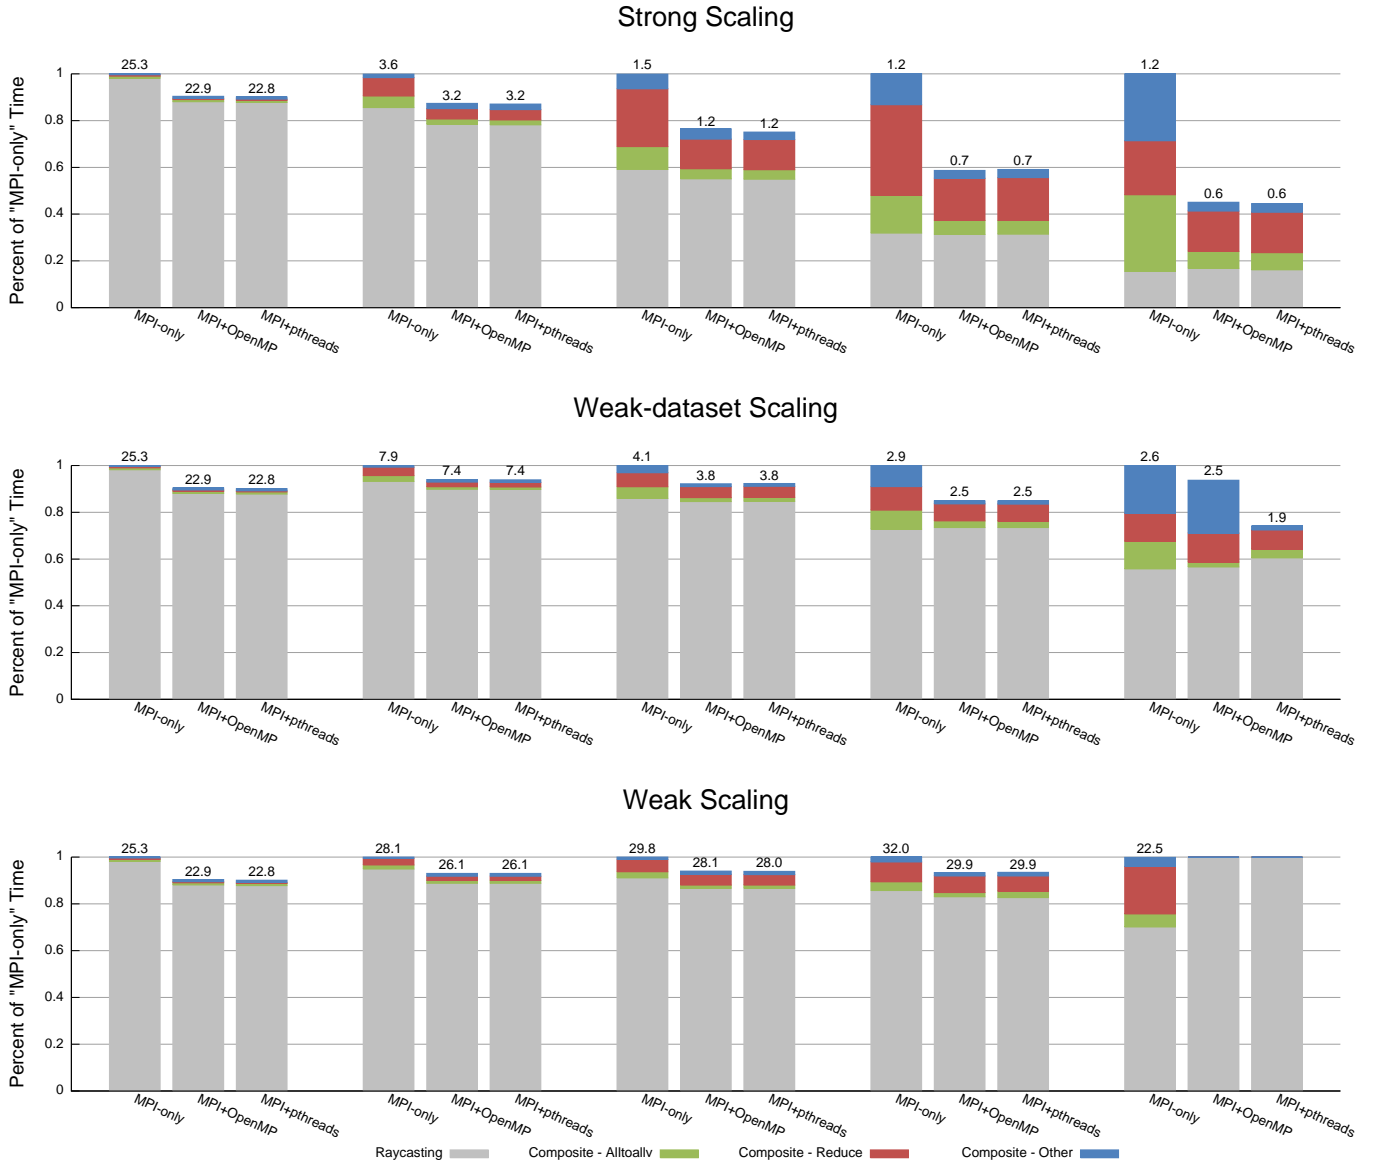 Strong Scaling
Percent of "MPI-only" Time
1
0.8
0.6
0.4
0.2
0
25.3 22.9 22.8 3.6 3.2 3.2 1.5 1.2 1.2 1.2 0.7 0.7 1.2 0.6 0.6
MPI-only MPI+OpenMP MPI+pthreads MPI-only MPI+OpenMP MPI+pthreads MPI-only MPI+OpenMP MPI+pthreads MPI-only MPI+OpenMP MPI+pthreads MPI-only MPI+OpenMP MPI+pthreads
Weak-dataset Scaling
Percent of "MPI-only" Time
1
0.8
0.6
0.4
0.2
0
25.3 22.9 22.8 7.9 7.4 7.4 4.1 3.8 3.8 2.9 2.5 2.5 2.6 2.5 1.9
MPI-only MPI+OpenMP MPI+pthreads MPI-only MPI+OpenMP MPI+pthreads MPI-only MPI+OpenMP MPI+pthreads MPI-only MPI+OpenMP MPI+pthreads MPI-only MPI+OpenMP MPI+pthreads
Weak Scaling
Percent of "MPI-only" Time
1
0.8
0.6
0.4
0.2
0
25.3 22.9 22.8 28.1 26.1 26.1 29.8 28.1 28.0 32.0 29.9 29.9 22.5
MPI-only MPI+OpenMP MPI+pthreads MPI-only MPI+OpenMP MPI+pthreads MPI-only MPI+OpenMP MPI+pthreads MPI-only MPI+OpenMP MPI+pthreads MPI-only MPI+OpenMP MPI+pthreads
Raycasting Composite - Alltoallv Composite - Reduce Composite - Other